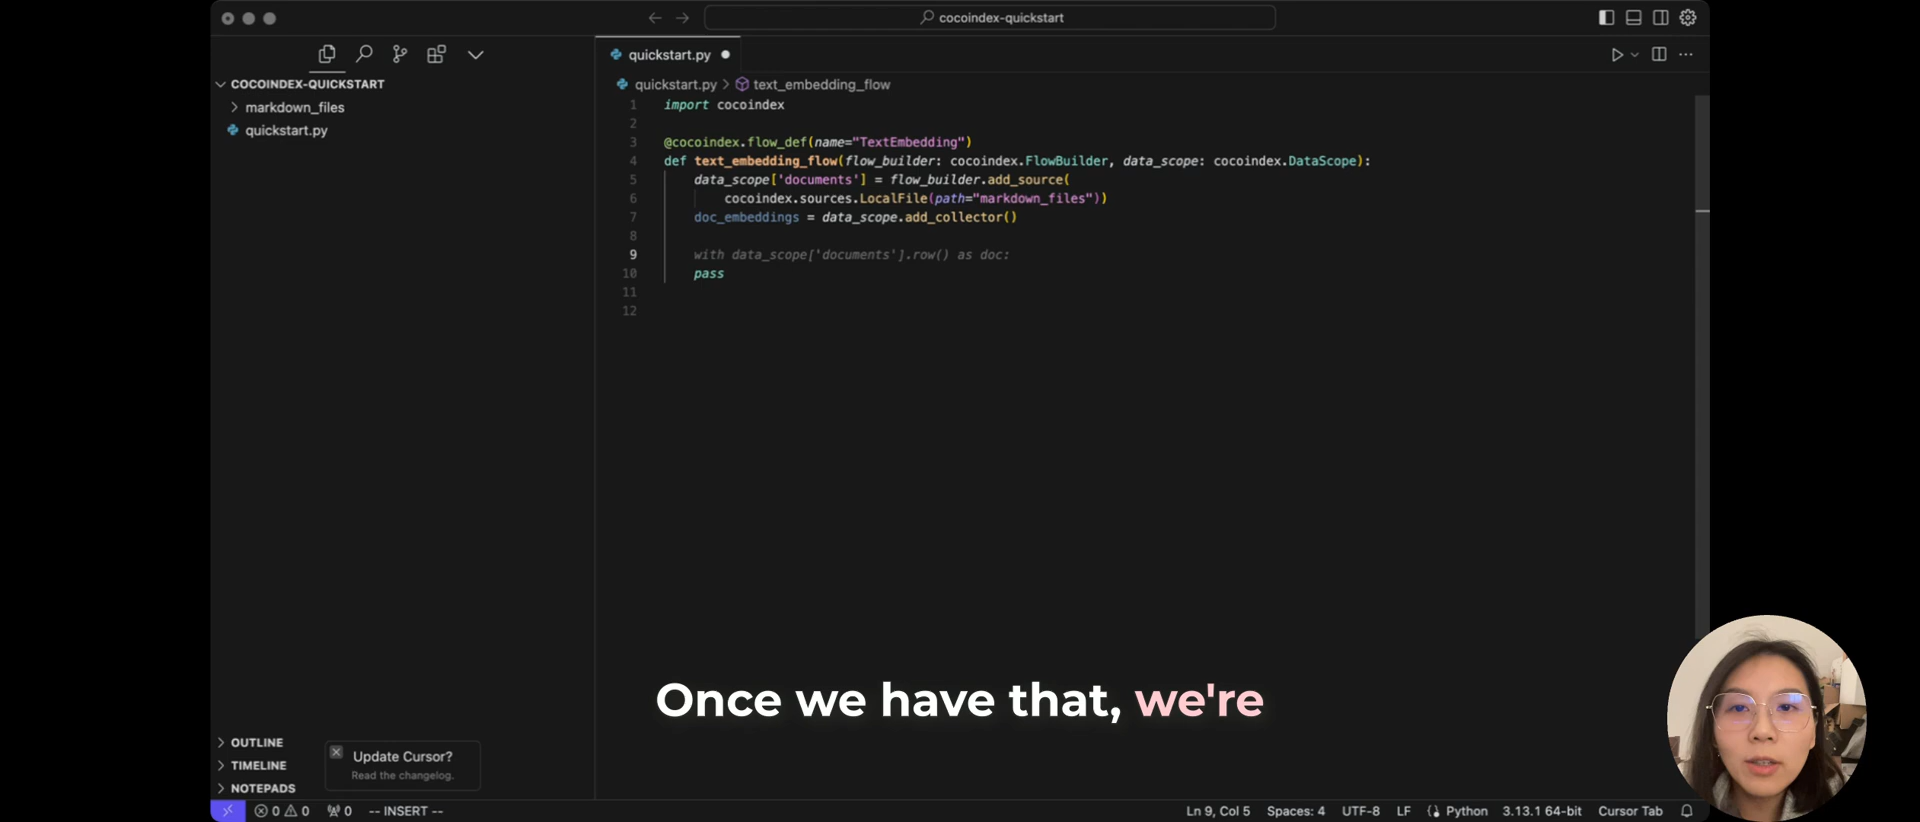 cocoindex-quickstart
quickstart.py
COCOINDEX-QUICKSTART
markdown_files
quickstart.py
quickstart.py > text_embedding_flow
1 import cocoindex
2
3 @cocoindex.flow_def(name="TextEmbedding")
4 def text_embedding_flow(flow_builder: cocoindex.FlowBuilder, data_scope: cocoindex.DataScope):
5 data_scope['documents'] = flow_builder.add_source(
6 cocoindex.sources.LocalFile(path="markdown_files"))
7 doc_embeddings = data_scope.add_collector()
8
9 with data_scope['documents'].row() as doc:
10 pass
11
12
Once we have that, we're
OUTLINE
TIMELINE
NOTEPADS
Update Cursor?
Read the changelog.
0 0 0 -- INSERT -- Ln 9, Col 5 Spaces: 4 UTF-8 LF Python 3.13.1 64-bit Cursor Tab